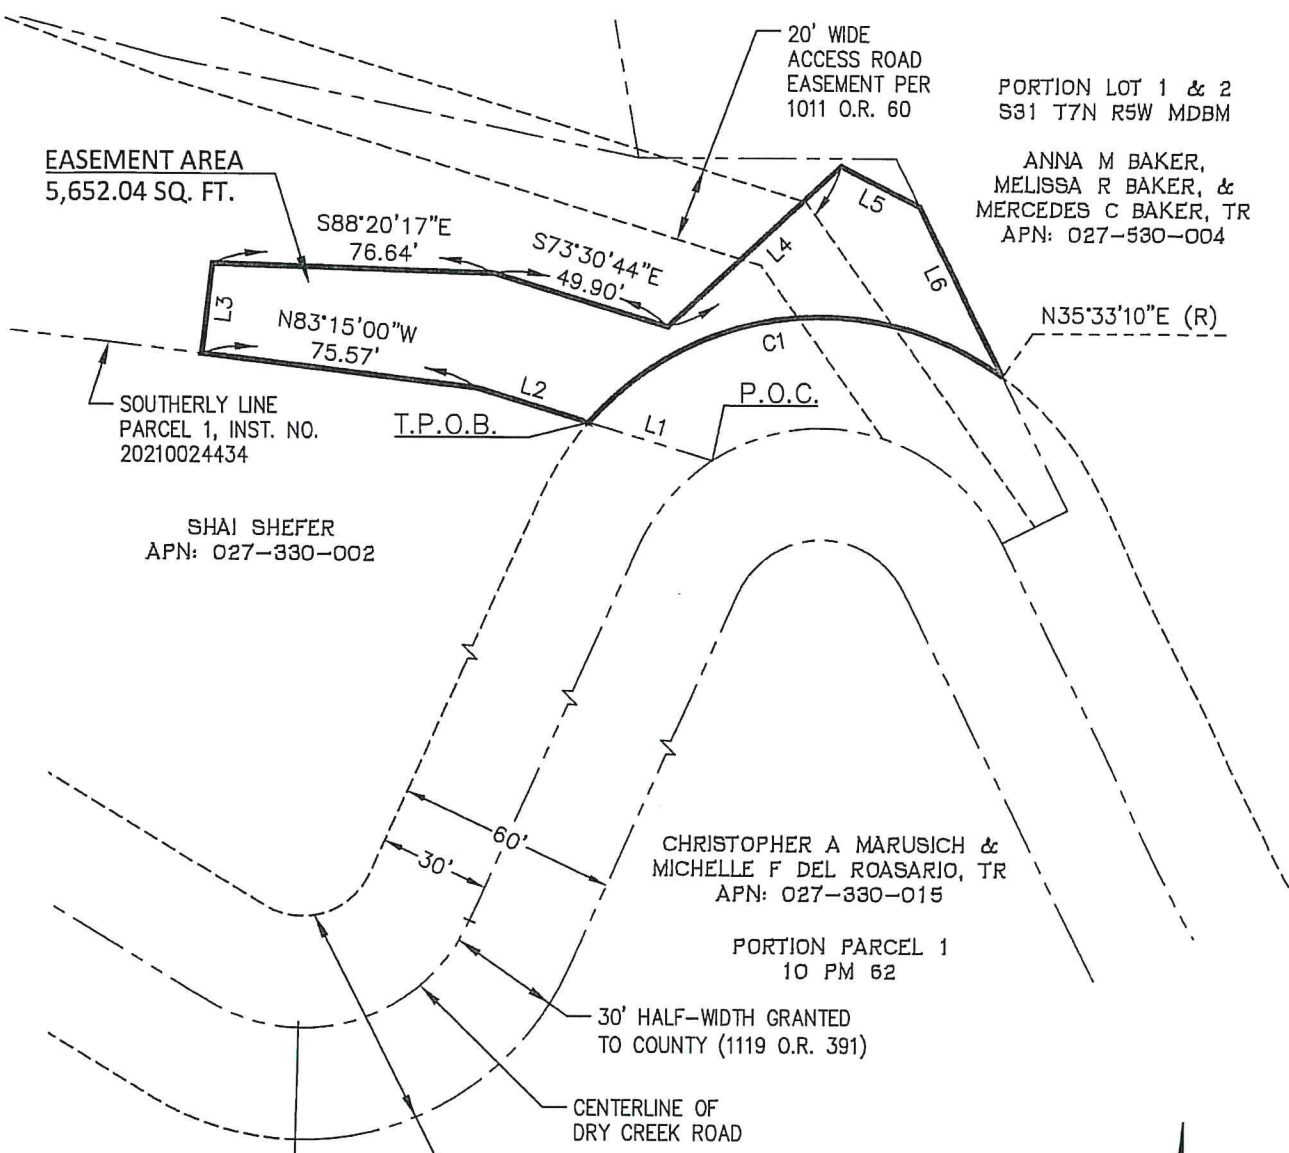 20' WIDE
ACCESS ROAD
EASEMENT PER
1011 O.R. 60
PORTION LOT 1 & 2
S31 T7N R5W MDBM
ANNA M BAKER,
MELISSA R BAKER, &
MERCEDES C BAKER, TR
APN: 027-530-004
EASEMENT AREA
5,652.04 SQ. FT.
S88°20'17"E
76.64'
S73°30'44"E
49.90'
L4
L5
L6
L3
N83°15'00"W
75.57'
C1
N35°33'10"E (R)
L2
L1
P.O.C.
T.P.O.B.
SOUTHERLY LINE
PARCEL 1, INST. NO.
20210024434
SHAI SHEFER
APN: 027-330-002
60'
30'
CHRISTOPHER A MARUSICH &
MICHELLE F DEL ROASARIO, TR
APN: 027-330-015
PORTION PARCEL 1
10 PM 62
30' HALF-WIDTH GRANTED
TO COUNTY (1119 O.R. 391)
CENTERLINE OF
DRY CREEK ROAD